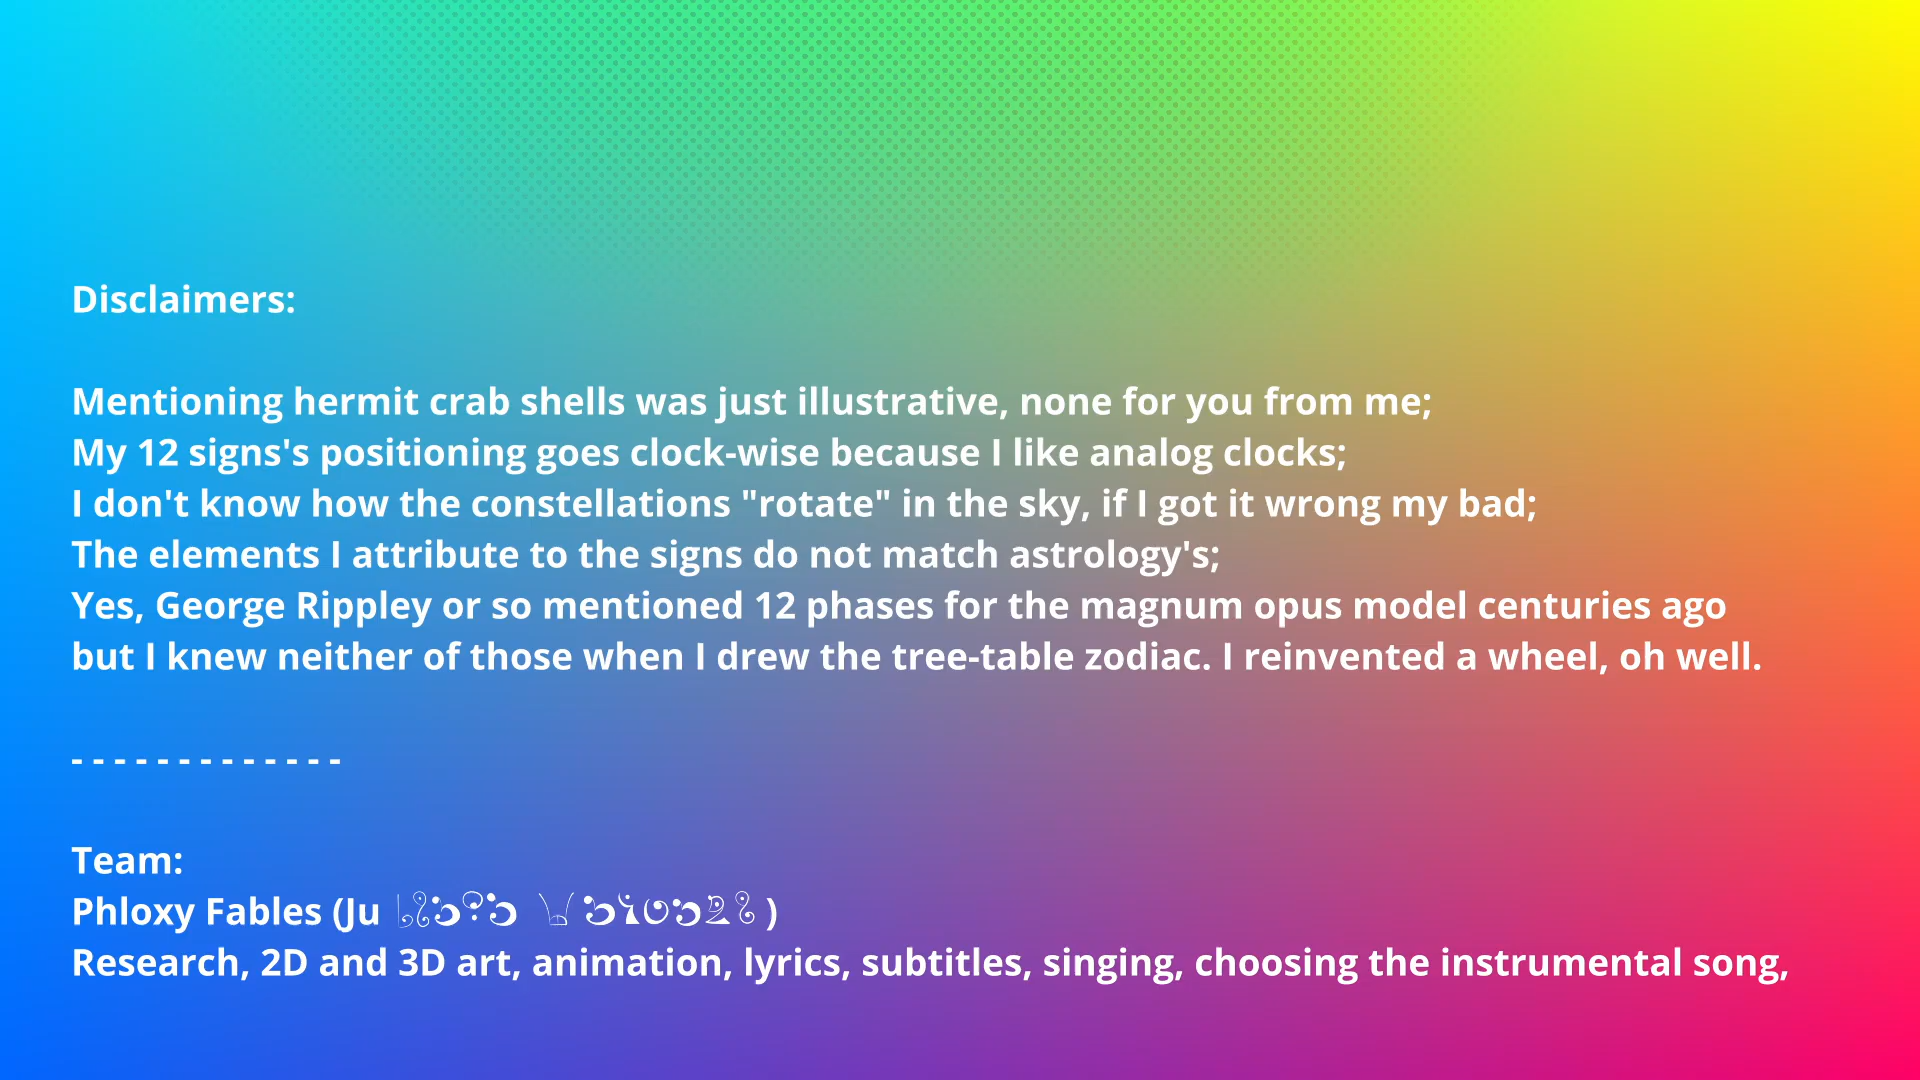 Disclaimers:
Mentioning hermit crab shells was just illustrative, none for you from me;
My 12 signs's positioning goes clock-wise because I like analog clocks;
I don't know how the constellations "rotate" in the sky, if I got it wrong my bad;
The elements I attribute to the signs do not match astrology's;
Yes, George Rippley or so mentioned 12 phases for the magnum opus model centuries ago
but I knew neither of those when I drew the tree-table zodiac. I reinvented a wheel, oh well.
- - - - - - - - - - - - -
Team:
Phloxy Fables (Ju )
Research, 2D and 3D art, animation, lyrics, subtitles, singing, choosing the instrumental song,